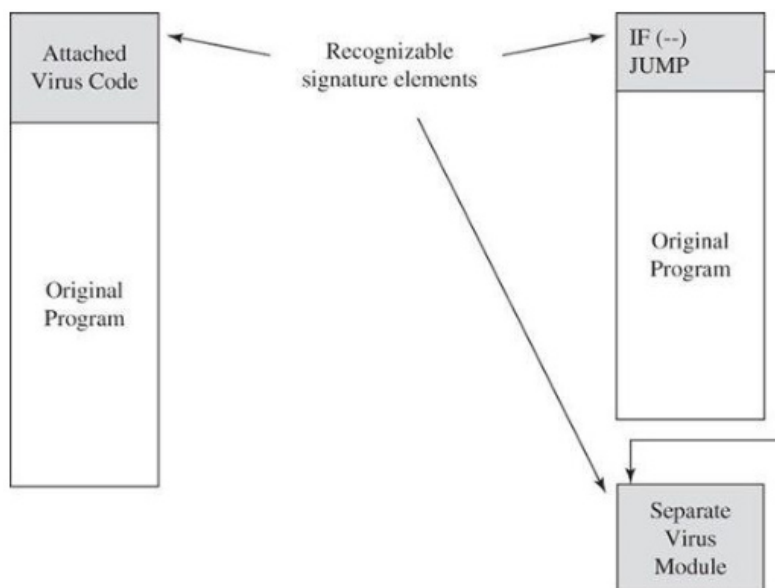 Attached
Virus Code
Original
Program
Recognizable
signature elements
IF (--)
JUMP
Original
Program
Separate
Virus
Module